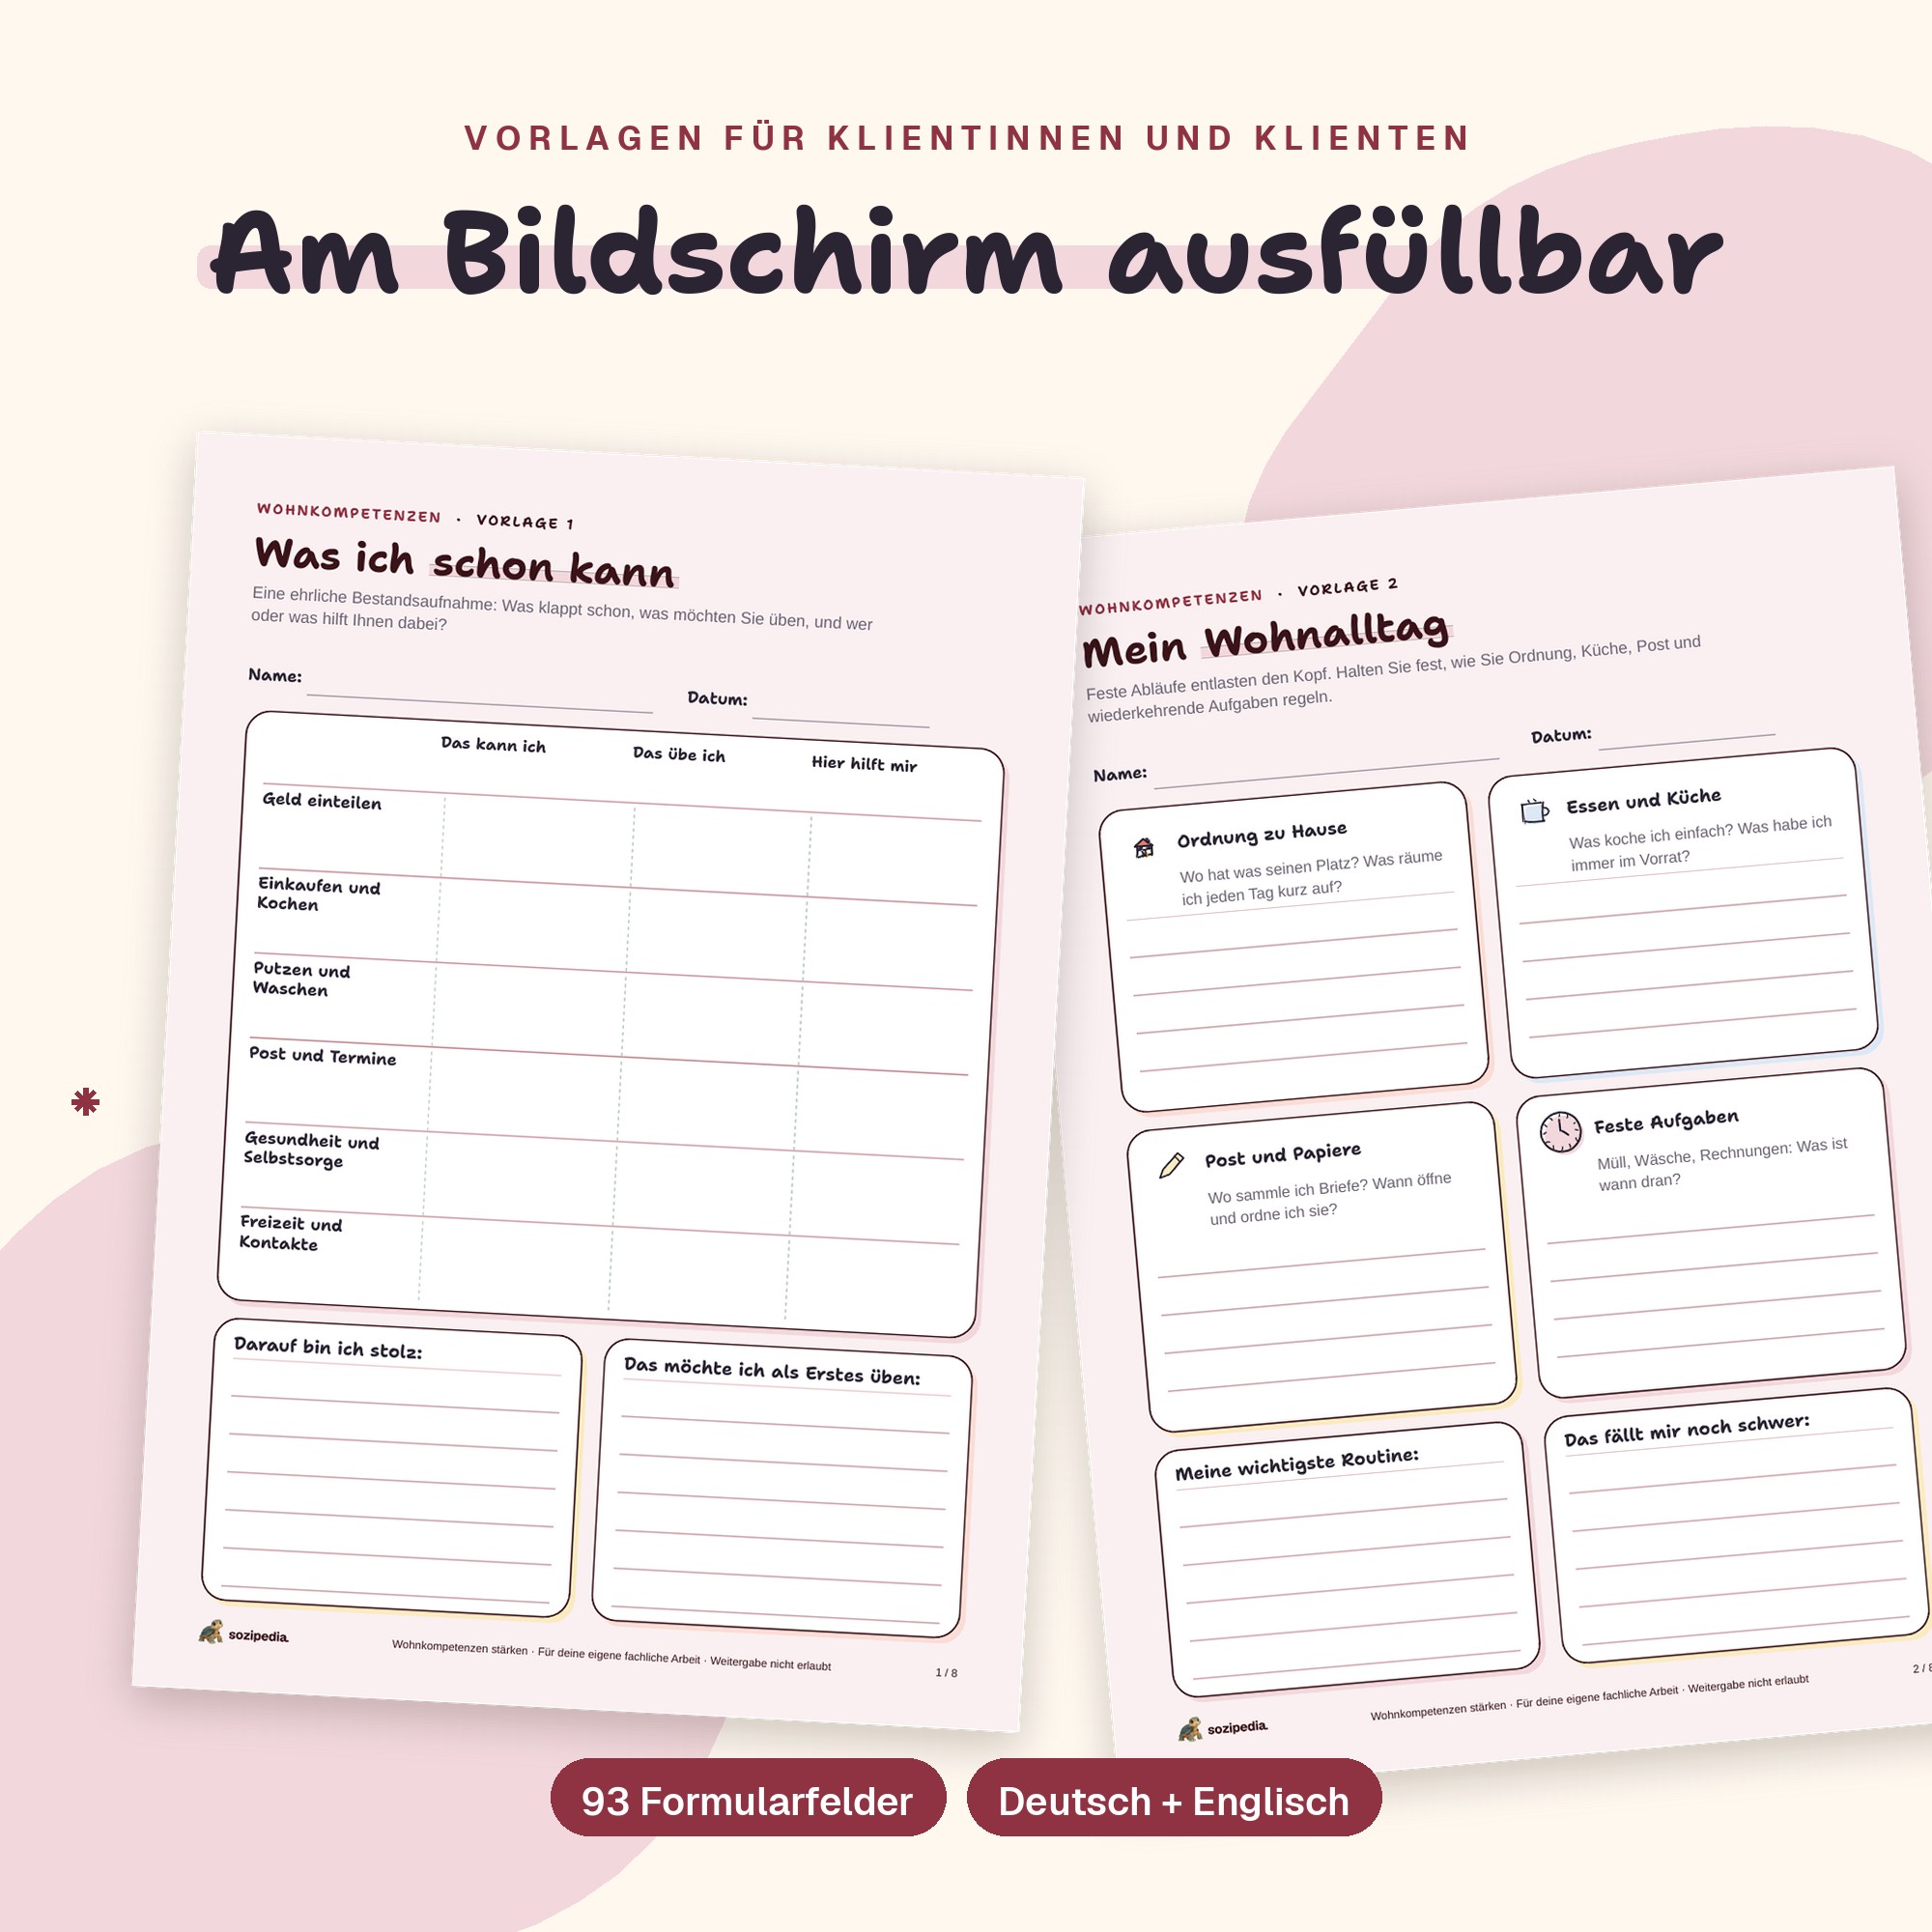 VORLAGEN FÜR KLIENTINNEN UND KLIENTEN
Am Bildschirm ausfüllbar
WOHNKOMPETENZEN · VORLAGE 1
Was ich schon kann
Eine ehrliche Bestandsaufnahme: Was klappt schon, was möchten Sie üben, und wer
oder was hilft Ihnen dabei?
Name:
Datum:
Das kann ich
Das übe ich
Hier hilft mir
Geld einteilen
Einkaufen und
Kochen
Putzen und
Waschen
Post und Termine
Gesundheit und
Selbstsorge
Freizeit und
Kontakte
Darauf bin ich stolz:
Das möchte ich als Erstes üben:
sozipedia.
Wohnkompetenzen stärken · Für deine eigene fachliche Arbeit · Weitergabe nicht erlaubt
1 / 8
WOHNKOMPETENZEN · VORLAGE 2
Mein Wohnalltag
Feste Abläufe entlasten den Kopf. Halten Sie fest, wie Sie Ordnung, Küche, Post und
wiederkehrende Aufgaben regeln.
Name:
Datum:
Ordnung zu Hause
Wo hat was seinen Platz? Was räume
ich jeden Tag kurz auf?
Essen und Küche
Was koche ich einfach? Was habe ich
immer im Vorrat?
Post und Papiere
Wo sammle ich Briefe? Wann öffne
und ordne ich sie?
Feste Aufgaben
Müll, Wäsche, Rechnungen: Was ist
wann dran?
Meine wichtigste Routine:
Das fällt mir noch schwer:
sozipedia.
Wohnkompetenzen stärken · Für deine eigene fachliche Arbeit · Weitergabe nicht erlaubt
2 / 8
93 Formularfelder
Deutsch + Englisch